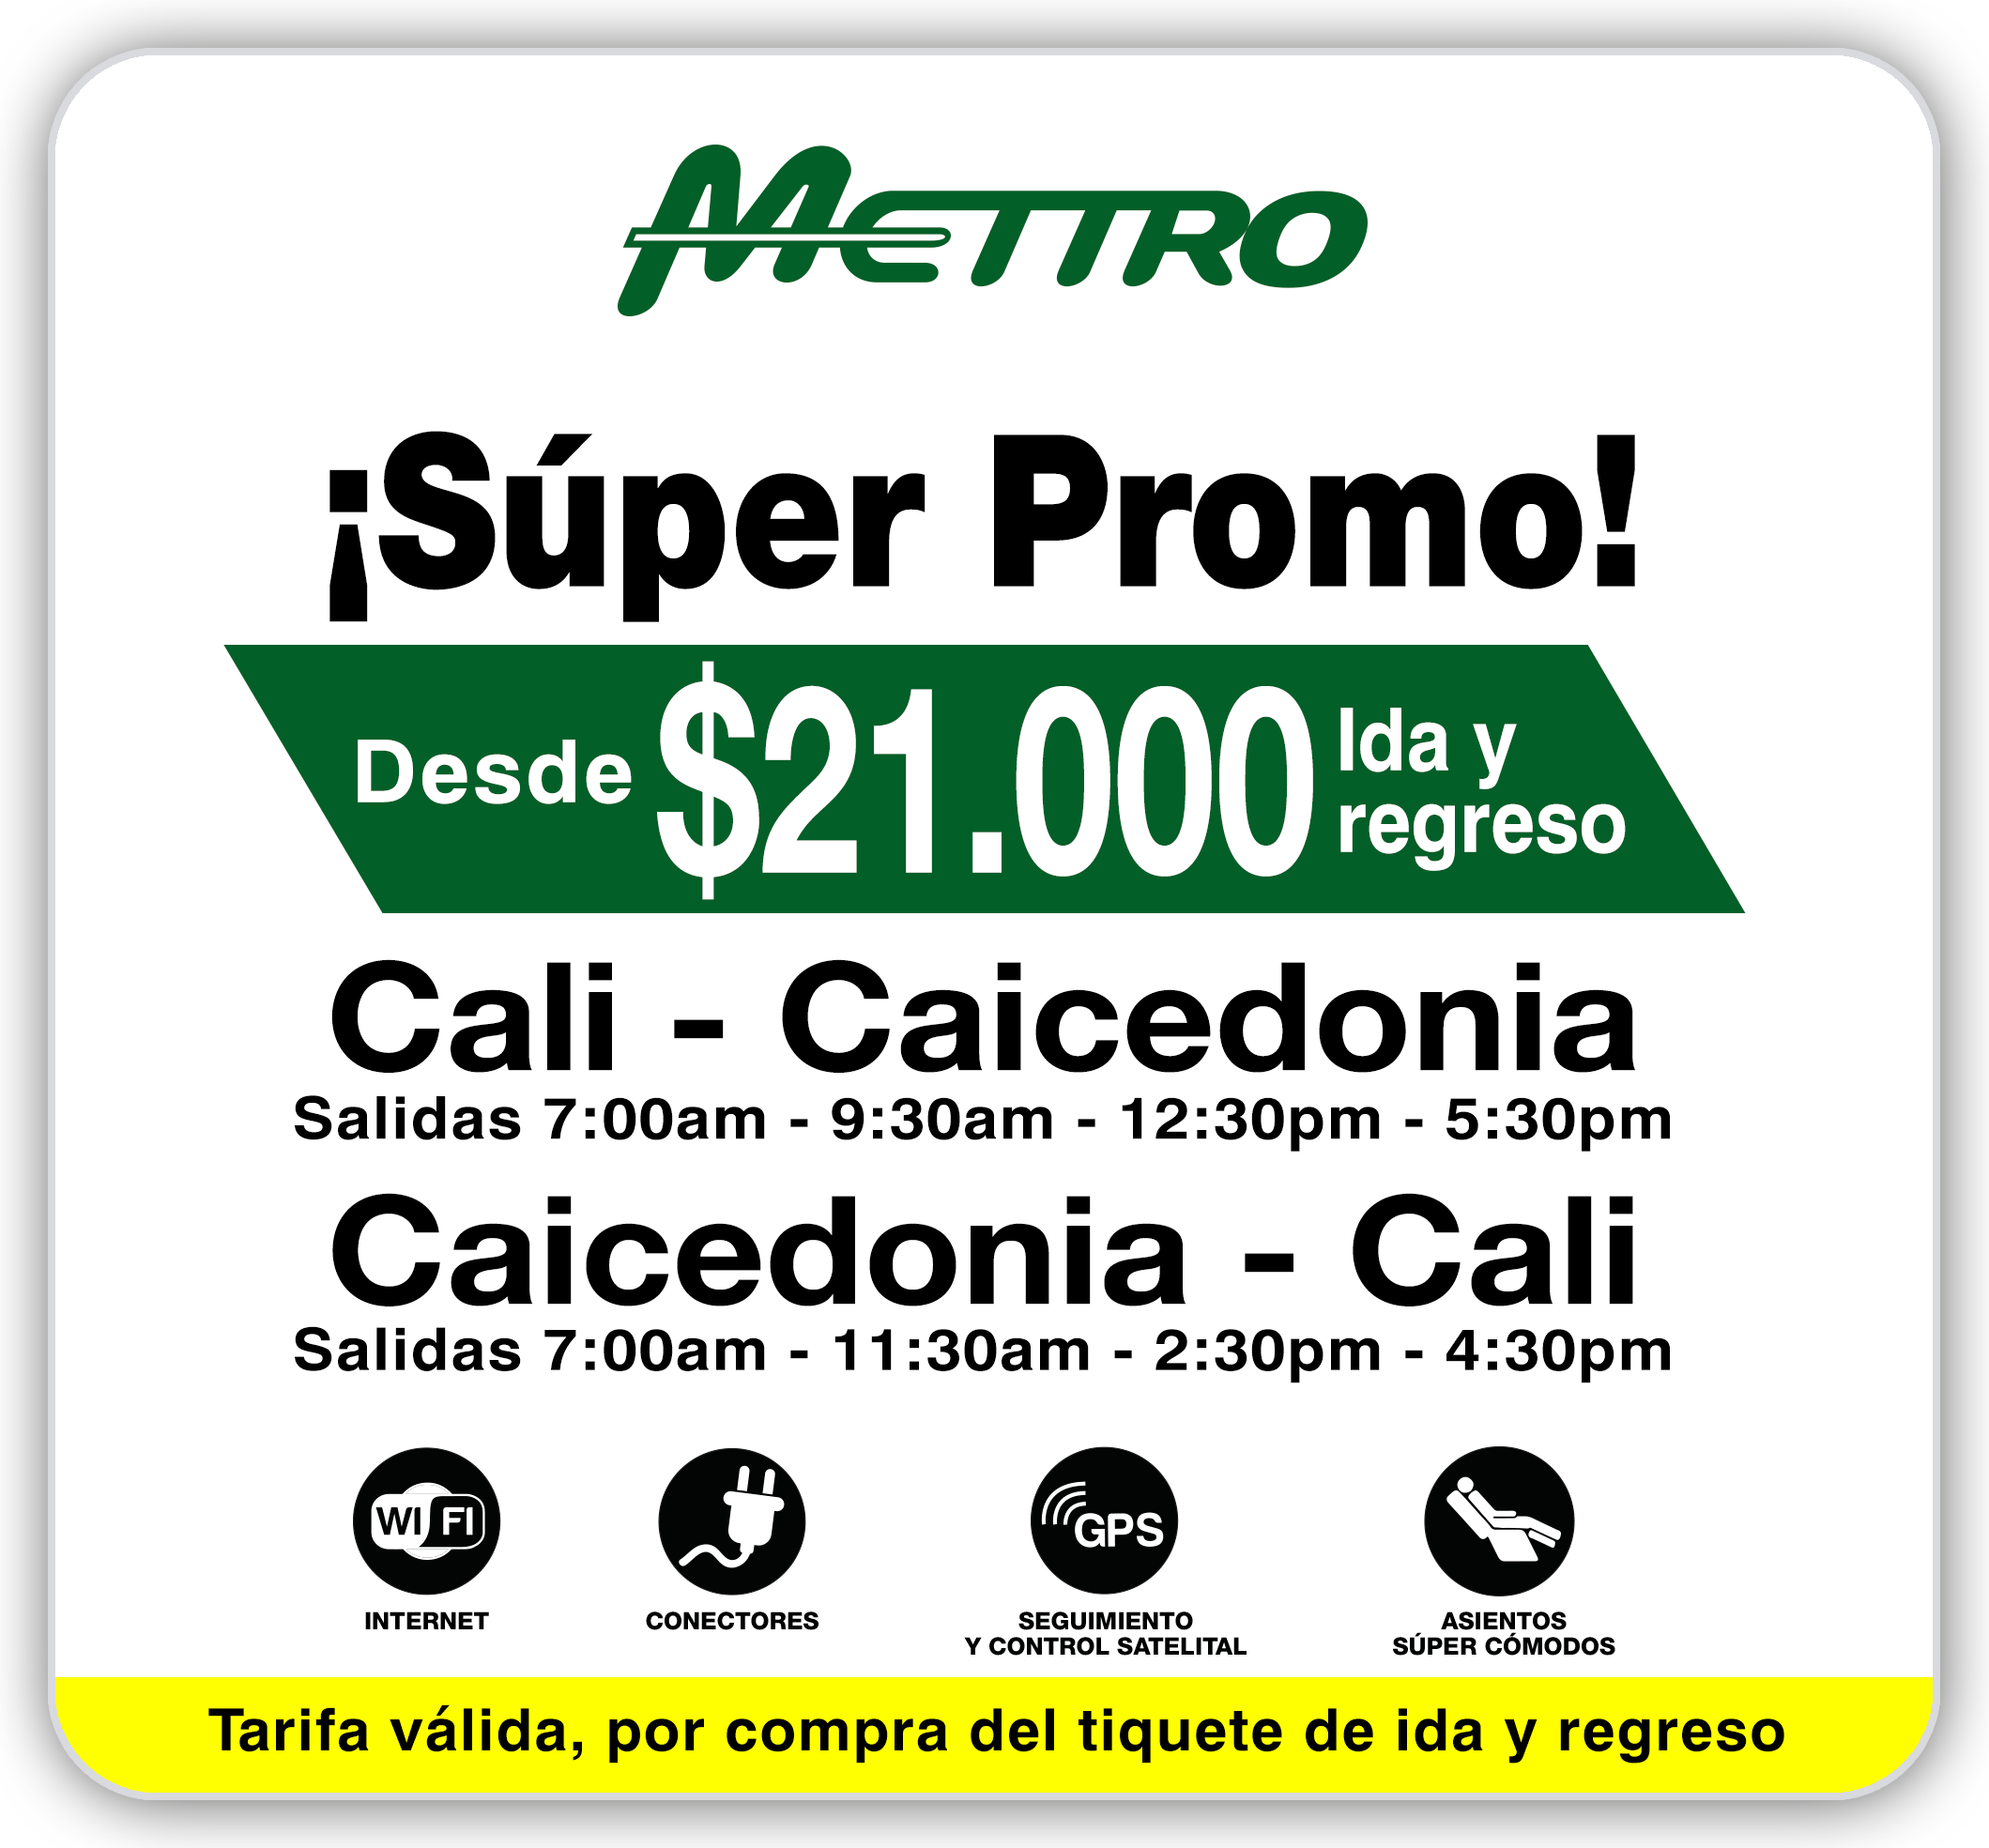 METTRO
¡Súper Promo!
Desde $21.000 Ida y
regreso
Cali - Caicedonia
Salidas 7:00am - 9:30am - 12:30pm - 5:30pm
Caicedonia - Cali
Salidas 7:00am - 11:30am - 2:30pm - 4:30pm
WI FI
GPS
INTERNET
CONECTORES
SEGUIMIENTO
Y CONTROL SATELITAL
ASIENTOS
SÚPER CÓMODOS
Tarifa válida, por compra del tiquete de ida y regreso